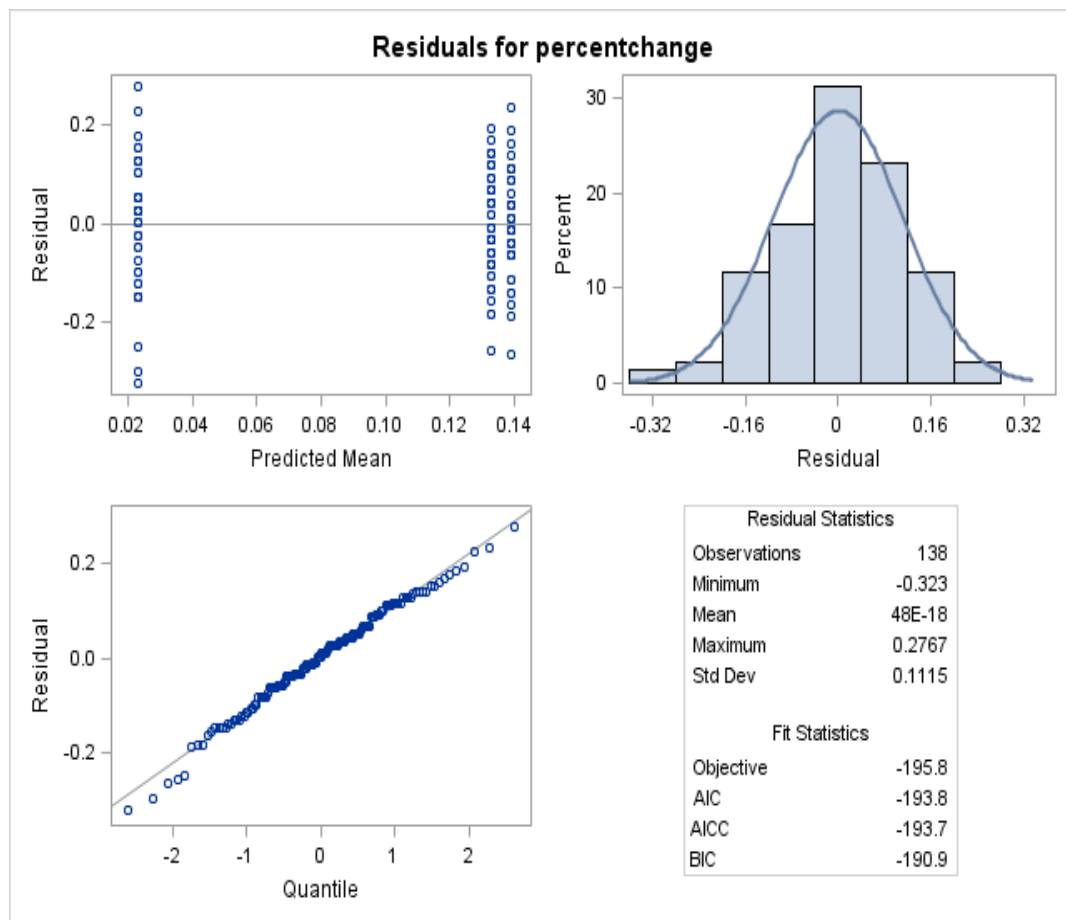 Residuals for percentchange
0.2
0.0
-0.2
Residual
0.02 0.04 0.06 0.08 0.10 0.12 0.14
Predicted Mean
30
20
10
0
Percent
-0.32 -0.16 0 0.16 0.32
Residual
0.2
0.0
-0.2
Residual
-2 -1 0 1 2
Quantile
Residual Statistics
Observations 138
Minimum -0.323
Mean 48E-18
Maximum 0.2767
Std Dev 0.1115
Fit Statistics
Objective -195.8
AIC -193.8
AICC -193.7
BIC -190.9